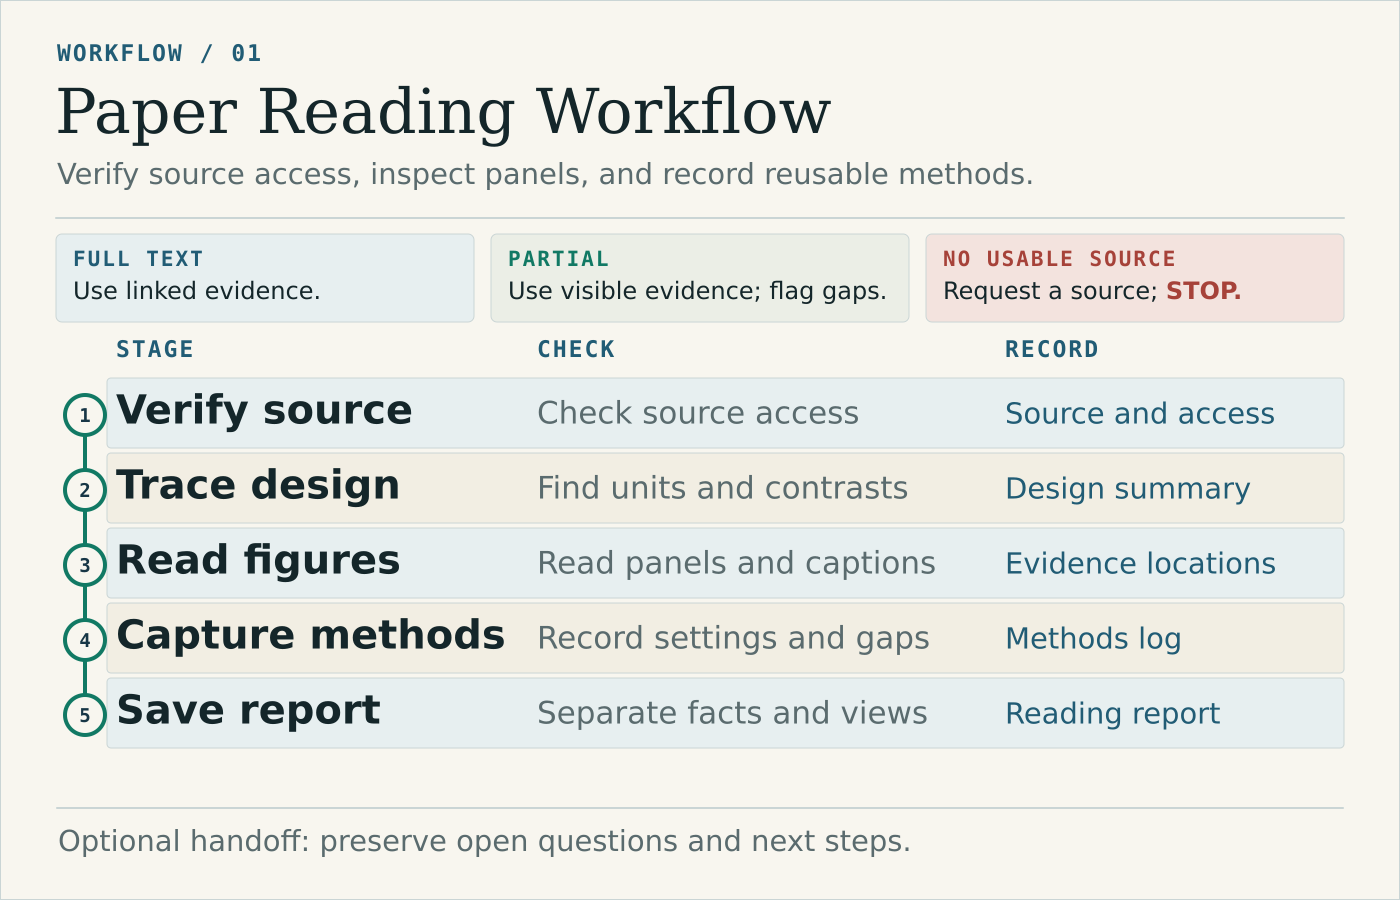 WORKFLOW / 01
Paper Reading Workflow
Verify source access, inspect panels, and record reusable methods.
FULL TEXT
Use linked evidence.
PARTIAL
Use visible evidence; flag gaps.
NO USABLE SOURCE
Request a source; STOP.
STAGE CHECK RECORD
1 Verify source Check source access Source and access
2 Trace design Find units and contrasts Design summary
3 Read figures Read panels and captions Evidence locations
4 Capture methods Record settings and gaps Methods log
5 Save report Separate facts and views Reading report
Optional handoff: preserve open questions and next steps.